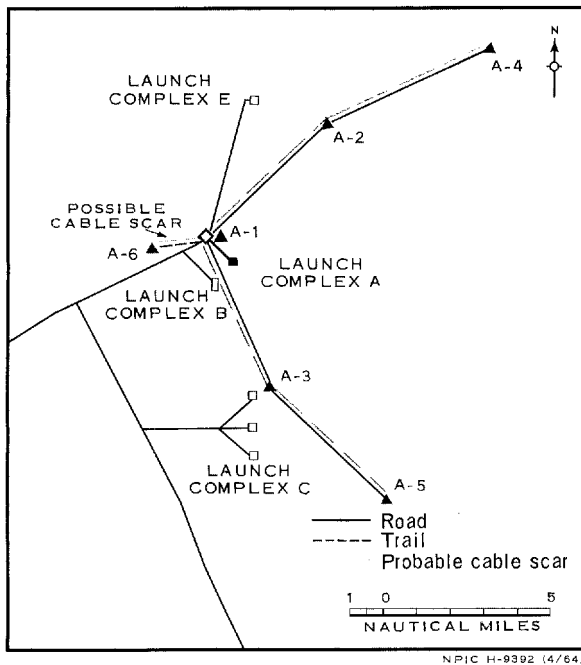 N
A-4
LAUNCH
COMPLEX E
A-2
POSSIBLE
CABLE SCAR
A-1
A-6
LAUNCH
COMPLEX A
LAUNCH
COMPLEX B
A-3
LAUNCH
COMPLEX C
A-5
Road
Trail
Probable cable scar
1 0 5
NAUTICAL MILES
NPIC H-9392 (4/64)